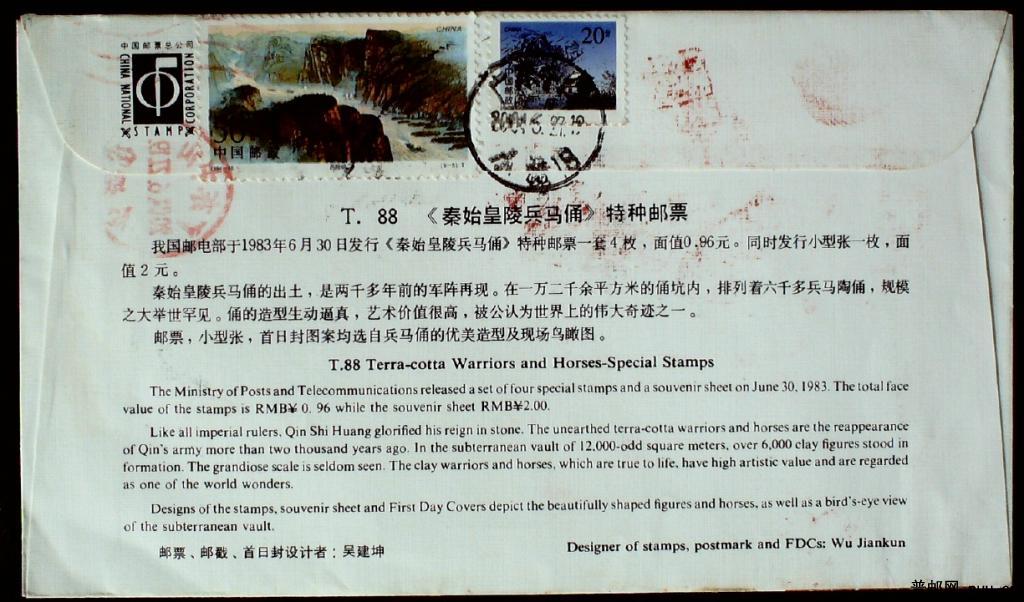 中国邮票总公司
CHINA NATIONAL
STAMP
CORPORATION
CHINA
50
中国邮政
CHINA
20
T. 88 《秦始皇陵兵马俑》特种邮票
我国邮电部于1983年6月30日发行《秦始皇陵兵马俑》特种邮票一套4枚，面值0.96元。同时发行小型张一枚，面
值2元。
秦始皇陵兵马俑的出土，是两千多年前的军阵再现。在一万二千余平方米的俑坑内，排列着六千多兵马陶俑，规模
之大举世罕见。俑的造型生动逼真，艺术价值很高，被公认为世界上的伟大奇迹之一。
邮票，小型张，首日封图案均选自兵马俑的优美造型及现场鸟瞰图。
T.88 Terra-cotta Warriors and Horses-Special Stamps
The Ministry of Posts and Telecommunications released a set of four special stamps and a souvenir sheet on June 30, 1983. The total face
value of the stamps is RMB¥ 0. 96 while the souvenir sheet RMB¥2.00.
Like all imperial rulers, Qin Shi Huang glorified his reign in stone. The unearthed terra-cotta warriors and horses are the reappearance
of Qin's army more than two thousand years ago. In the subterranean vault of 12,000-odd square meters, over 6,000 clay figures stood in
formation. The grandiose scale is seldom seen. The clay warriors and horses, which are true to life, have high artistic value and are regarded
as one of the world wonders.
Designs of the stamps, souvenir sheet and First Day Covers depict the beautifully shaped figures and horses, as well as a bird's-eye view
of the subterranean vault.
邮票、邮戳、首日封设计者：吴建坤
Designer of stamps, postmark and FDCs: Wu Jiankun
普邮网